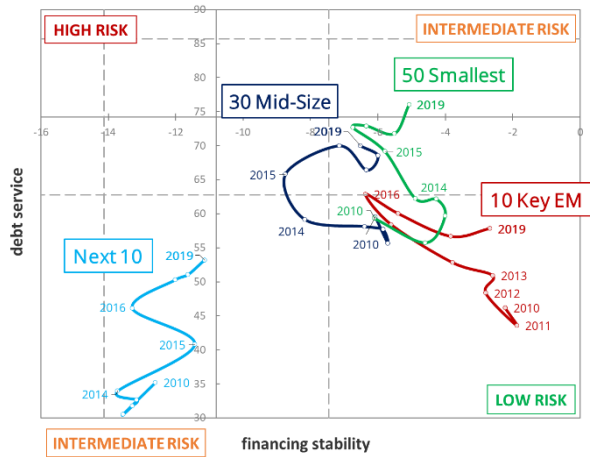 90
HIGH RISK
INTERMEDIATE RISK
85
80
50 Smallest
30 Mid-Size
2019
75
-16 -14 -12 -10 -8 -6 -4 -2 0
2019
70
2015
65
2015
2014
2016
10 Key EM
60
2010
2014
2019
2010
55
Next 10
2019
2013
50
2012
2016
2010
45
2011
40
2015
35
2010
2014
LOW RISK
30
debt service
INTERMEDIATE RISK
financing stability